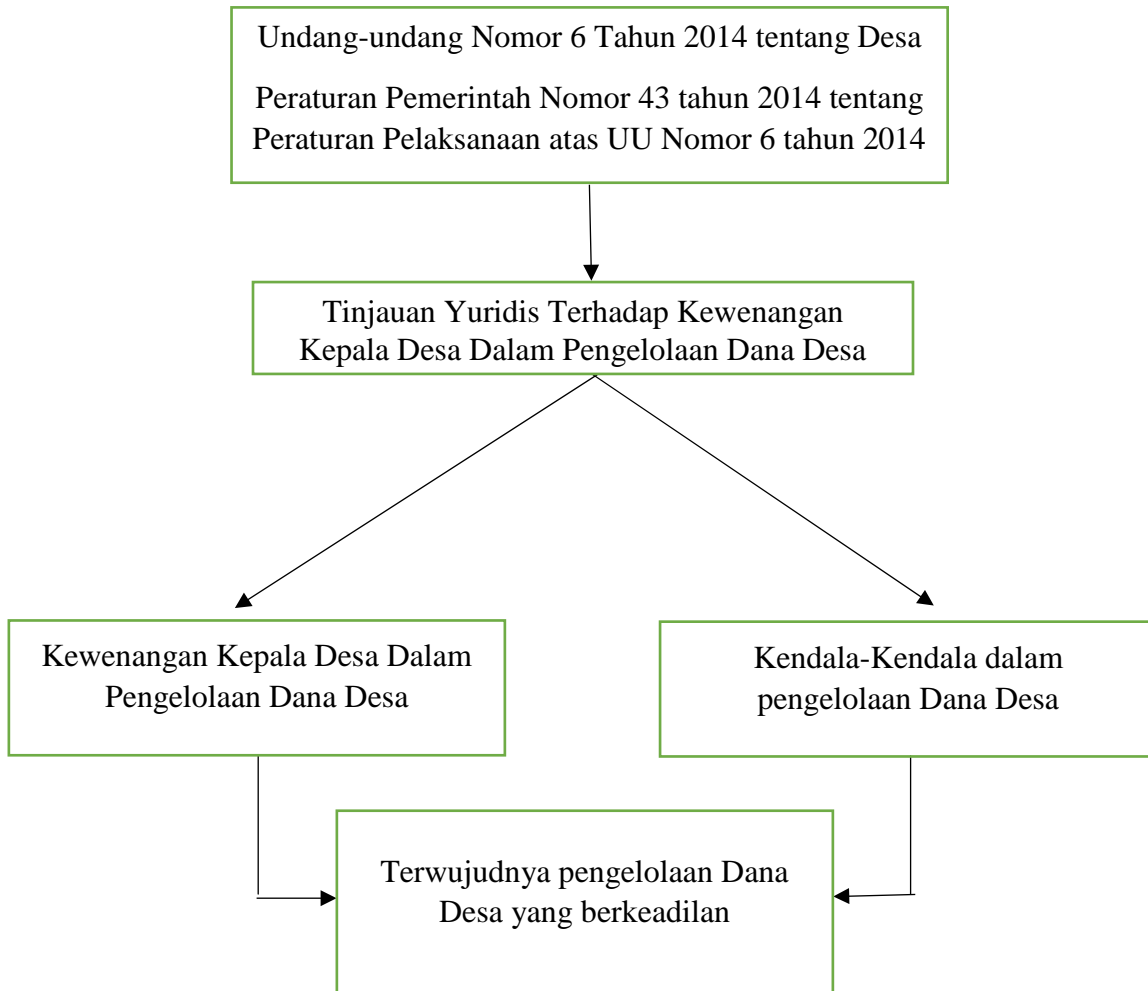 Undang-undang Nomor 6 Tahun 2014 tentang Desa
Peraturan Pemerintah Nomor 43 tahun 2014 tentang
Peraturan Pelaksanaan atas UU Nomor 6 tahun 2014
Tinjauan Yuridis Terhadap Kewenangan
Kepala Desa Dalam Pengelolaan Dana Desa
Kewenangan Kepala Desa Dalam
Pengelolaan Dana Desa
Kendala-Kendala dalam
pengelolaan Dana Desa
Terwujudnya pengelolaan Dana
Desa yang berkeadilan